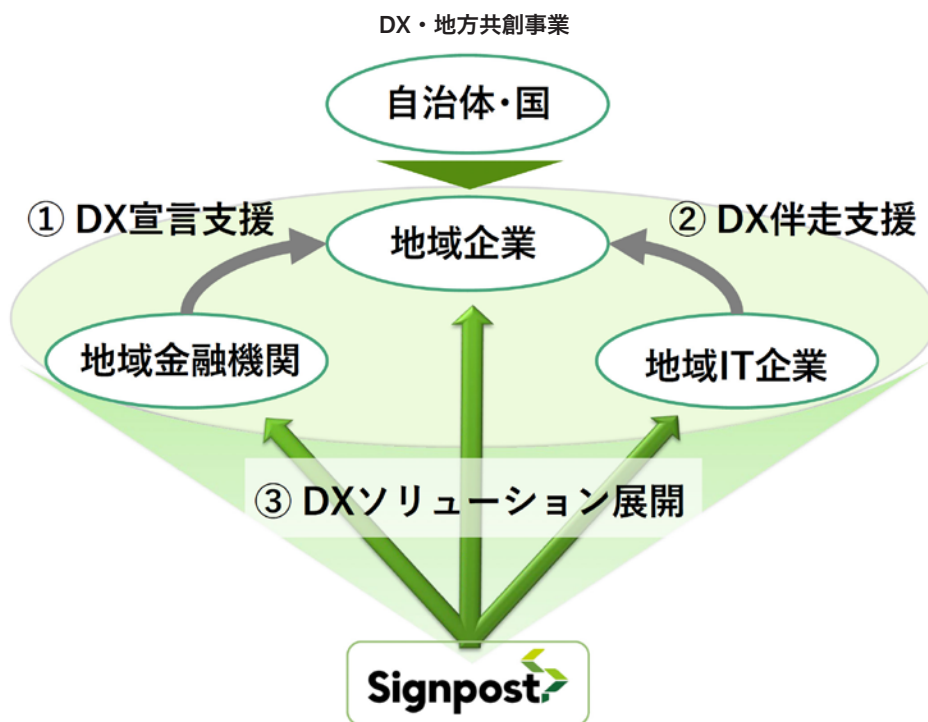 DX・地方共創事業
自治体・国
① DX宣言支援
② DX伴走支援
地域企業
地域金融機関
地域IT企業
③ DXソリューション展開
Signpost